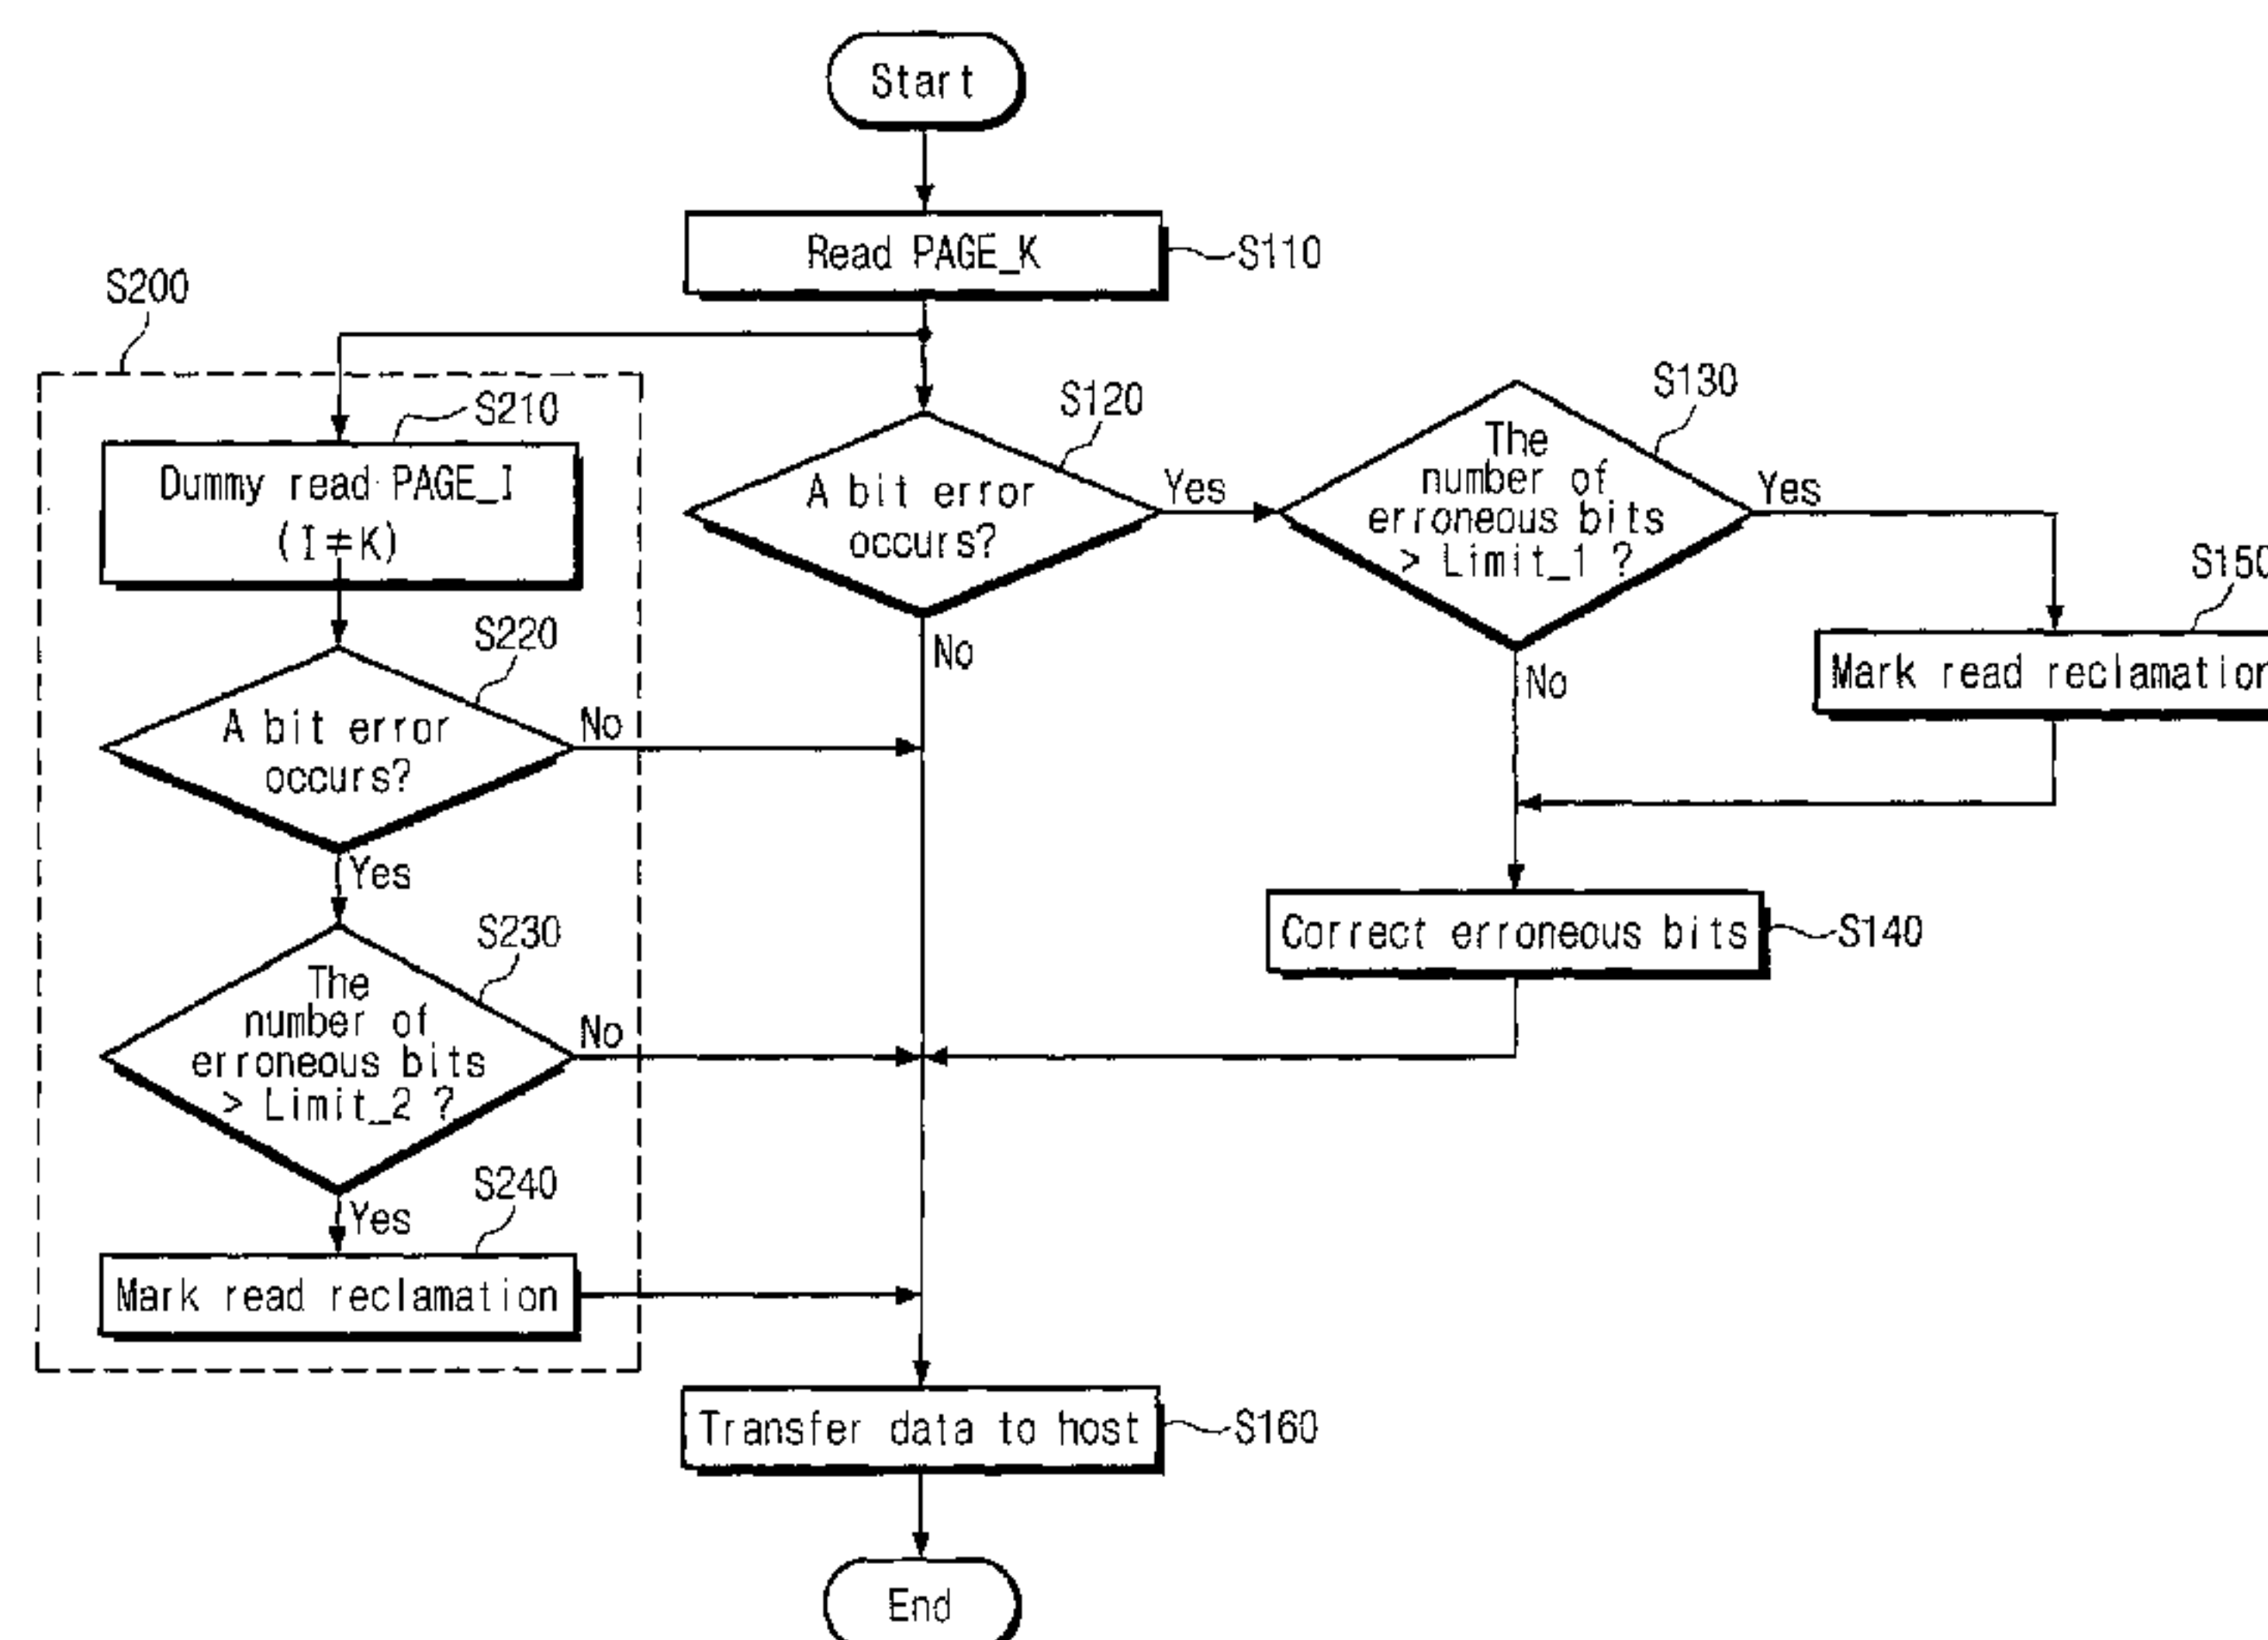 Start
Read PAGE_K
S110
S200
S210
Dummy read PAGE_I
(I≠K)
S120
A bit error
occurs?
Yes
No
S130
The
number of
erroneous bits
> Limit_1 ?
Yes
No
S150
Mark read reclamation
S220
A bit error
occurs?
No
Yes
S230
The
number of
erroneous bits
> Limit_2 ?
No
Yes
Correct erroneous bits
S140
S240
Mark read reclamation
Transfer data to host
S160
End